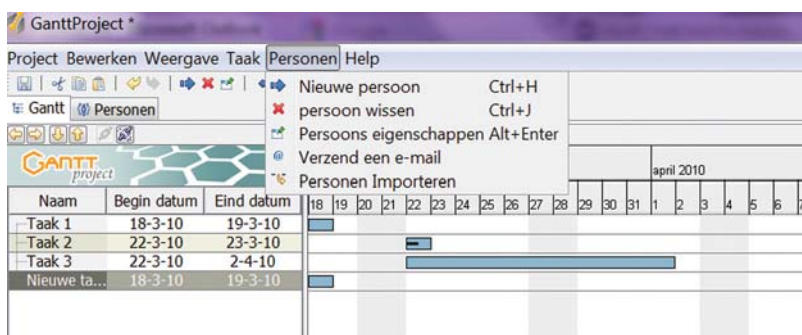 GanttProject *
Project Bewerken Weergave Taak Personen Help
Nieuwe persoon Ctrl+H
persoon wissen Ctrl+J
Persoons eigenschappen Alt+Enter
Verzend een e-mail
Personen Importeren
Gantt Personen
GANTT project
april 2010
Naam Begin datum Eind datum 18 19 20 21 22 23 24 25 26 27 28 29 30 31 1 2 3 4 5 6
Taak 1 18-3-10 19-3-10
Taak 2 22-3-10 23-3-10
Taak 3 22-3-10 2-4-10
Nieuwe ta... 18-3-10 19-3-10